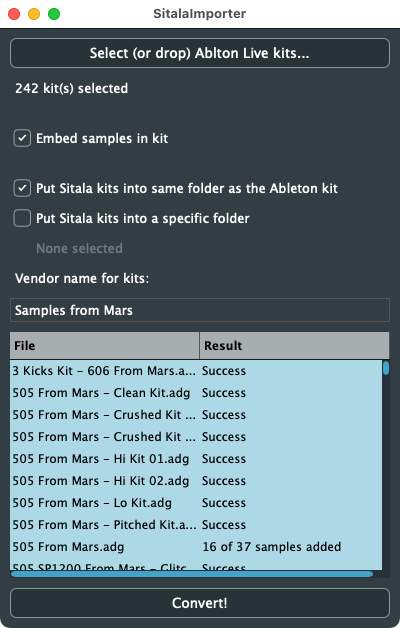 SitalaImporter
Select (or drop) Ablton Live kits...
242 kit(s) selected
Embed samples in kit
Put Sitala kits into same folder as the Ableton kit
Put Sitala kits into a specific folder
None selected
Vendor name for kits:
Samples from Mars
File Result
3 Kicks Kit - 606 From Mars.a... Success
505 From Mars - Clean Kit.adg Success
505 From Mars - Crushed Kit ... Success
505 From Mars - Crushed Kit ... Success
505 From Mars - Hi Kit 01.adg Success
505 From Mars - Hi Kit 02.adg Success
505 From Mars - Lo Kit.adg Success
505 From Mars - Pitched Kit.a... Success
505 From Mars.adg 16 of 37 samples added
505 SP1200 From Mars - Glitc... Success
Convert!